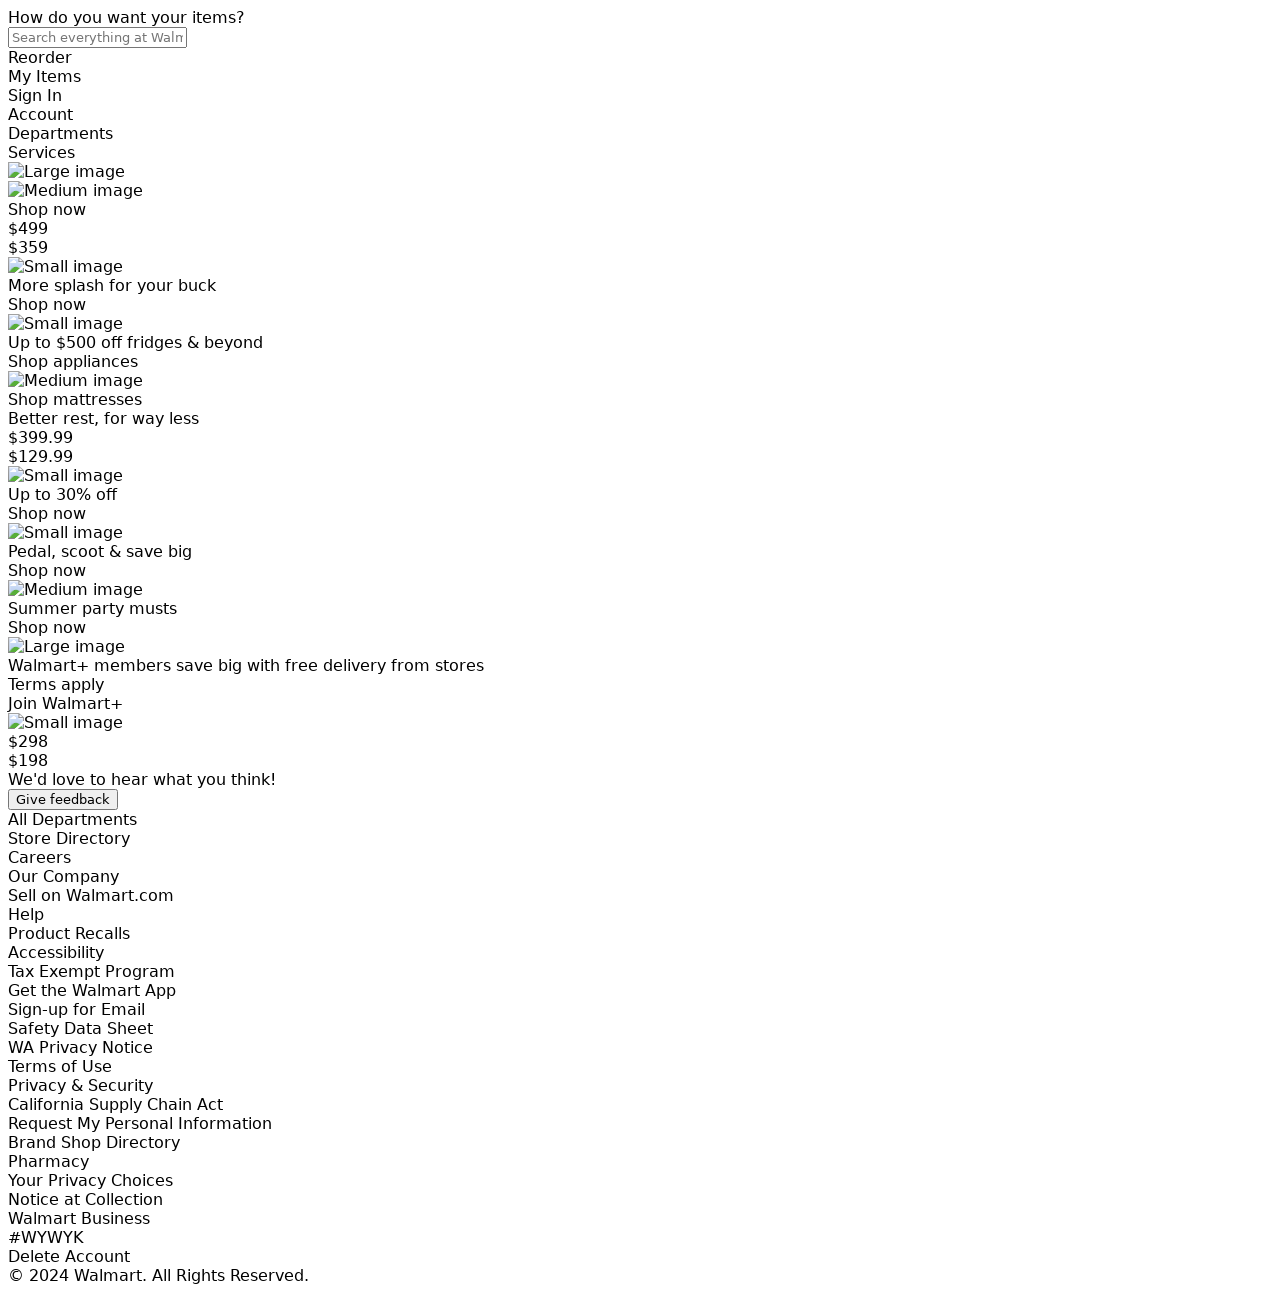 How do you want your items?
Search everything at Walm
Reorder
My Items
Sign In
Account
Departments
Services
Large image
Medium image
Shop now
$499
$359
Small image
More splash for your buck
Shop now
Small image
Up to $500 off fridges & beyond
Shop appliances
Medium image
Shop mattresses
Better rest, for way less
$399.99
$129.99
Small image
Up to 30% off
Shop now
Small image
Pedal, scoot & save big
Shop now
Medium image
Summer party musts
Shop now
Large image
Walmart+ members save big with free delivery from stores
Terms apply
Join Walmart+
Small image
$298
$198
We'd love to hear what you think!
Give feedback
All Departments
Store Directory
Careers
Our Company
Sell on Walmart.com
Help
Product Recalls
Accessibility
Tax Exempt Program
Get the Walmart App
Sign-up for Email
Safety Data Sheet
WA Privacy Notice
Terms of Use
Privacy & Security
California Supply Chain Act
Request My Personal Information
Brand Shop Directory
Pharmacy
Your Privacy Choices
Notice at Collection
Walmart Business
#WYWYK
Delete Account
© 2024 Walmart. All Rights Reserved.